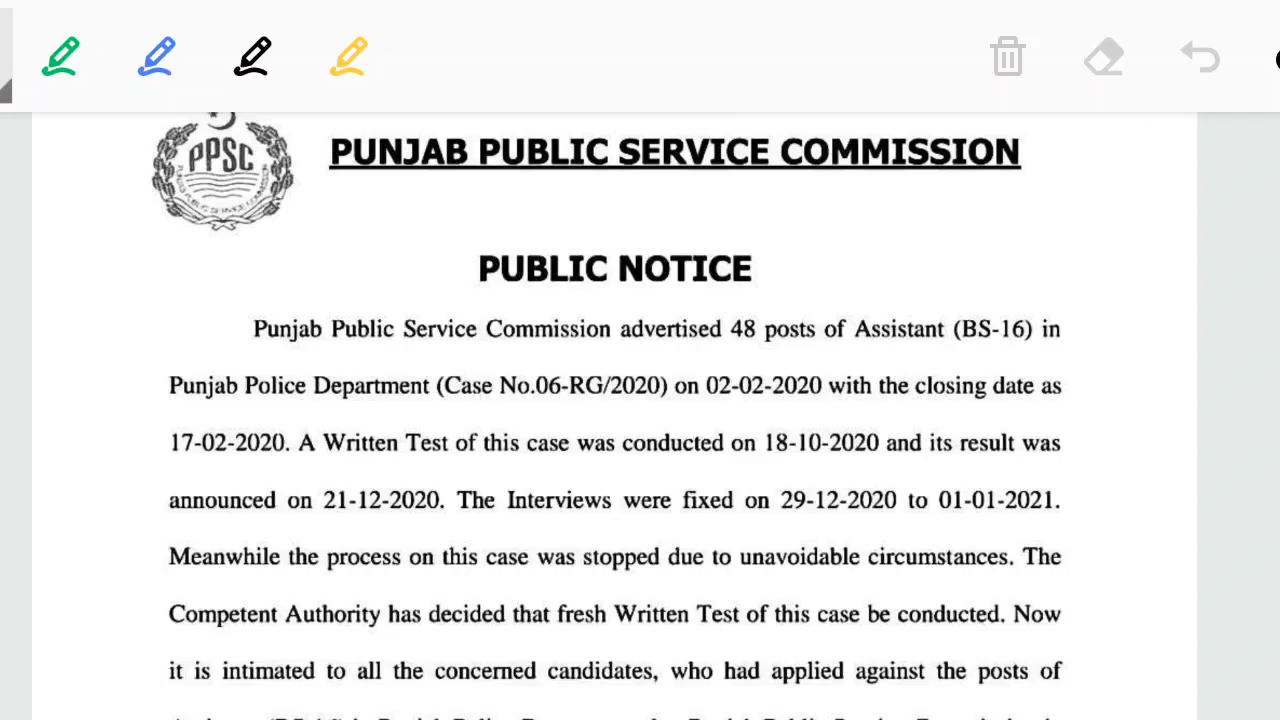 PPSC
PUNJAB PUBLIC SERVICE COMMISSION
PUBLIC NOTICE
Punjab Public Service Commission advertised 48 posts of Assistant (BS-16) in
Punjab Police Department (Case No.06-RG/2020) on 02-02-2020 with the closing date as
17-02-2020. A Written Test of this case was conducted on 18-10-2020 and its result was
announced on 21-12-2020. The Interviews were fixed on 29-12-2020 to 01-01-2021.
Meanwhile the process on this case was stopped due to unavoidable circumstances. The
Competent Authority has decided that fresh Written Test of this case be conducted. Now
it is intimated to all the concerned candidates, who had applied against the posts of